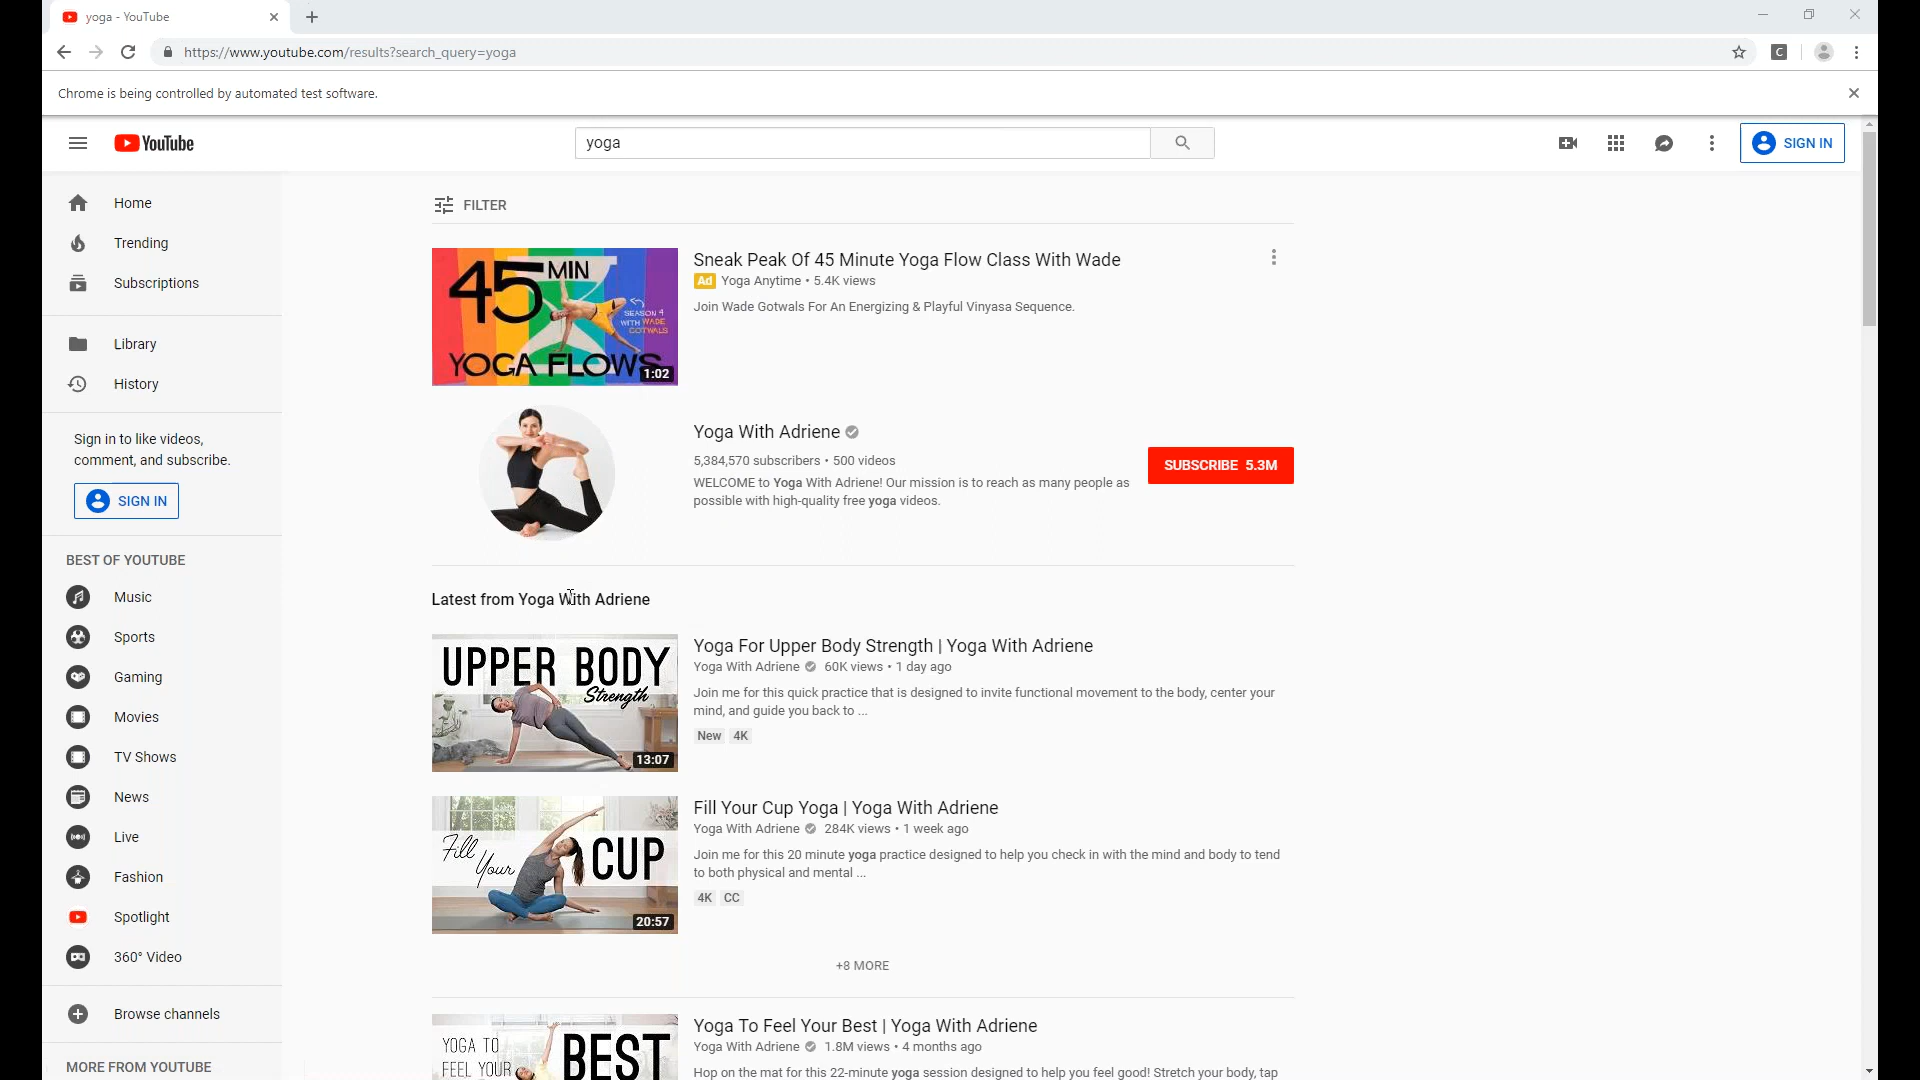 yoga - YouTube
https://www.youtube.com/results?search_query=yoga
C
Chrome is being controlled by automated test software.
YouTube
yoga
SIGN IN
Home
Trending
Subscriptions
Library
History
Sign in to like videos,
comment, and subscribe.
SIGN IN
BEST OF YOUTUBE
Music
Sports
Gaming
Movies
TV Shows
News
Live
Fashion
Spotlight
360° Video
Browse channels
MORE FROM YOUTUBE
FILTER
45 MIN
SEASON 4
WITH WADE
GOTWALS
YOGA FLOWS
1:02
Sneak Peak Of 45 Minute Yoga Flow Class With Wade
Ad Yoga Anytime • 5.4K views
Join Wade Gotwals For An Energizing & Playful Vinyasa Sequence.
Yoga With Adriene
5,384,570 subscribers • 500 videos
WELCOME to Yoga With Adriene! Our mission is to reach as many people as
possible with high-quality free yoga videos.
SUBSCRIBE 5.3M
Latest from Yoga With Adriene
UPPER BODY
Strength
13:07
Yoga For Upper Body Strength | Yoga With Adriene
Yoga With Adriene 60K views • 1 day ago
Join me for this quick practice that is designed to invite functional movement to the body, center your
mind, and guide you back to ...
New 4K
Fill Your CUP
20:57
Fill Your Cup Yoga | Yoga With Adriene
Yoga With Adriene 284K views • 1 week ago
Join me for this 20 minute yoga practice designed to help you check in with the mind and body to tend
to both physical and mental ...
4K CC
+8 MORE
YOGA TO
FEEL YOUR
BEST
Yoga To Feel Your Best | Yoga With Adriene
Yoga With Adriene 1.8M views • 4 months ago
Hop on the mat for this 22-minute yoga session designed to help you feel good! Stretch your body, tap